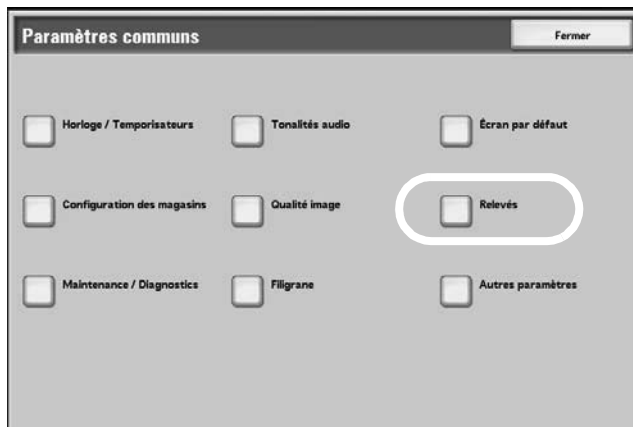 Paramètres communs
Fermer
Horloge / Temporisateurs
Tonalités audio
Écran par défaut
Configuration des magasins
Qualité image
Relevés
Maintenance / Diagnostics
Filigrane
Autres paramètres